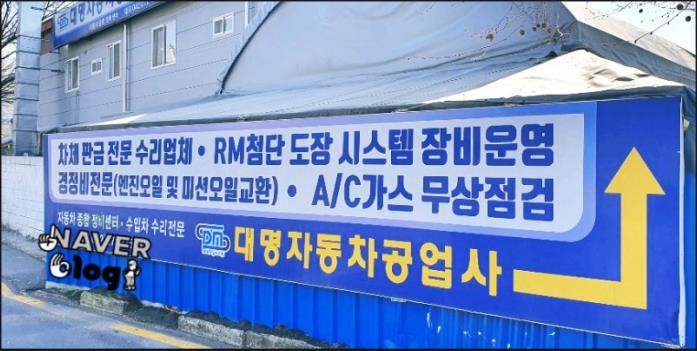 대명자동차공업사
차체 판금 전문 수리업체 • RM첨단 도장 시스템 장비운영
경정비전문(엔진오일 및 미션오일교환) • A/C가스 무상점검
자동차 종합 정비센터 • 수입차 수리전문
Dm 대명자동차공업사
NAVER
Blog